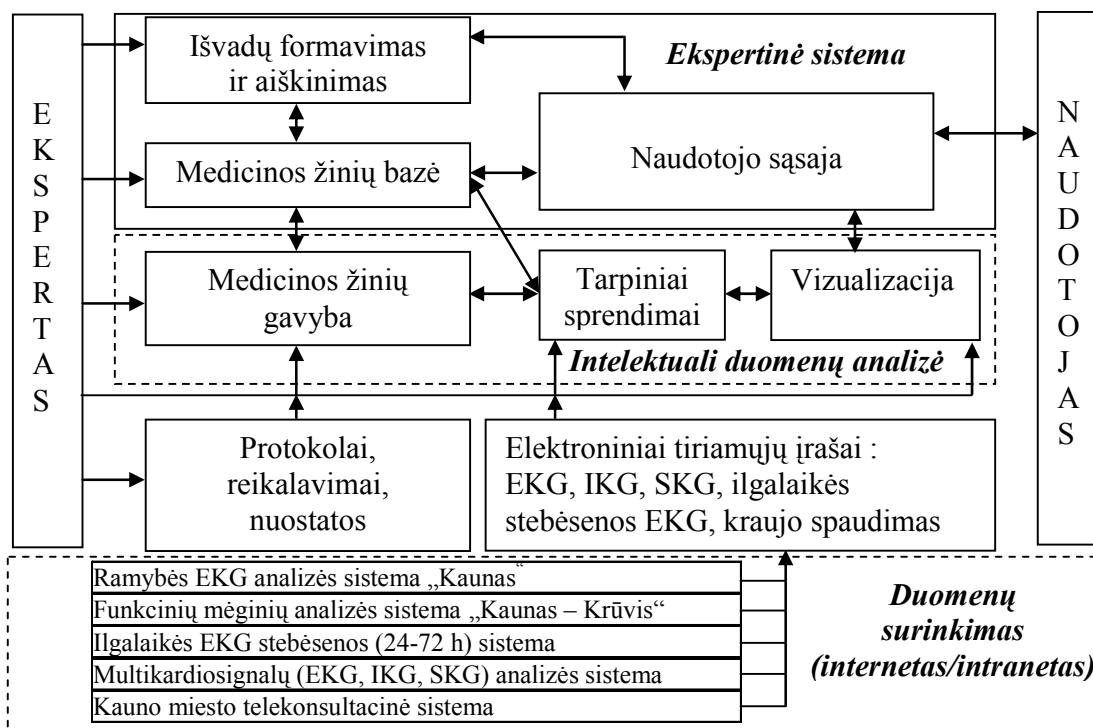 EKSPERTAS
Išvadų formavimas
ir aiškinimas
Ekspertinė sistema
Medicinos žinių bazė
Naudotojo sąsaja
NAUDOTOJAS
Medicinos žinių
gavyba
Tarpiniai
sprendimai
Vizualizacija
Intelektuali duomenų analizė
Protokolai,
reikalavimai,
nuostatos
Elektroniniai tiriamųjų įrašai :
EKG, IKG, SKG, ilgalaikės
stebėsenos EKG, kraujo spaudimas
Ramybės EKG analizės sistema „Kaunas“
Funkcinių mėginių analizės sistema „Kaunas – Krūvis“
Ilgalaikės EKG stebėsenos (24-72 h) sistema
Multikardiosignalų (EKG, IKG, SKG) analizės sistema
Kauno miesto telekonsultacinė sistema
Duomenų
surinkimas
(internetas/intranetas)